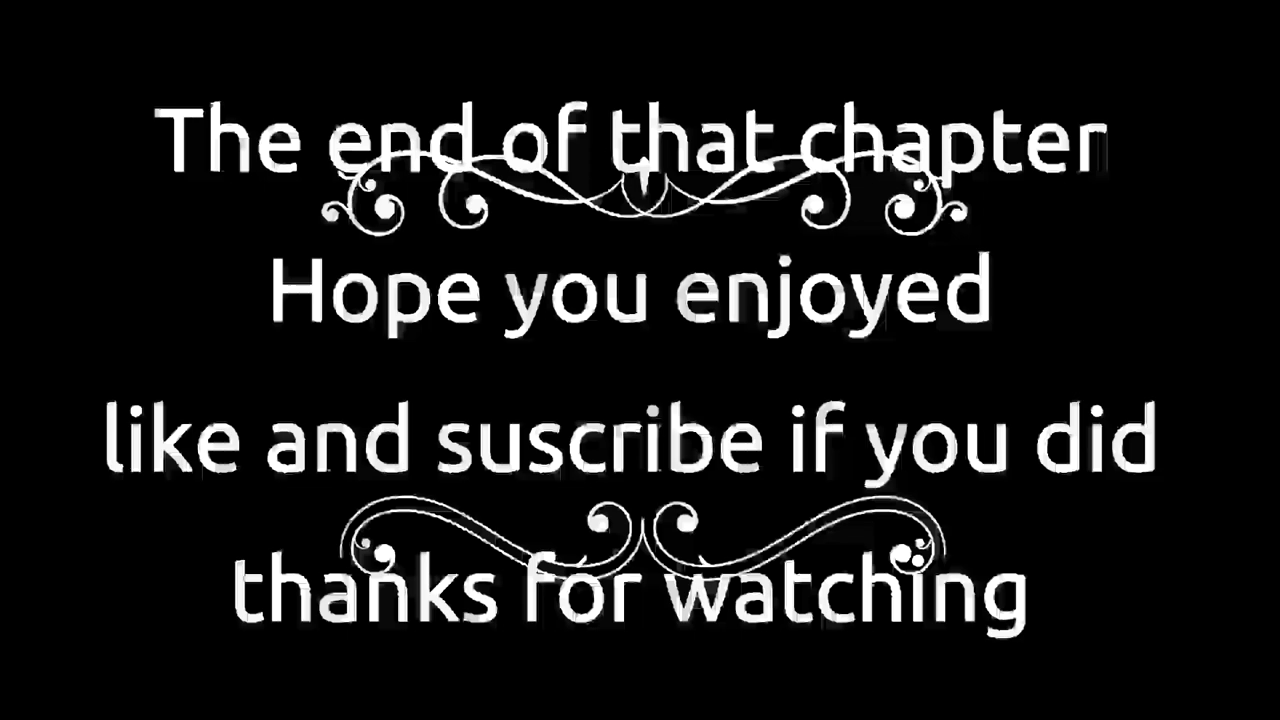 The end of that chapter
Hope you enjoyed
like and suscribe if you did
thanks for watching